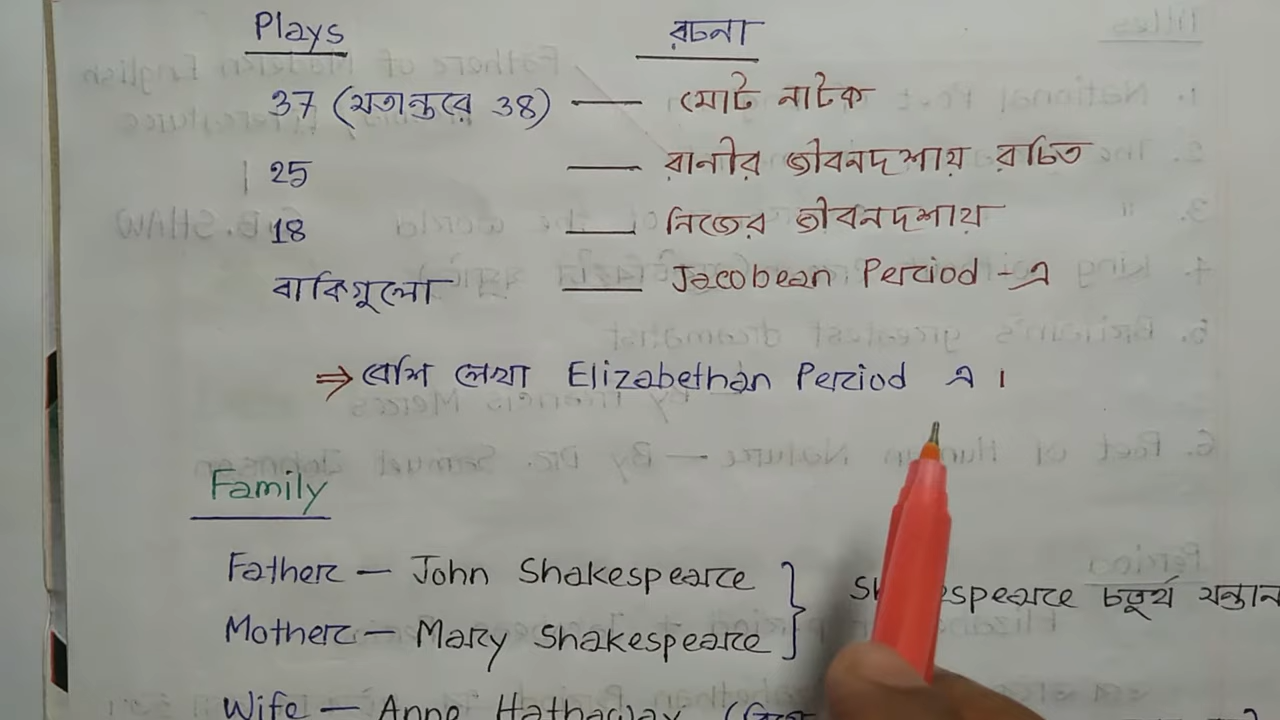 Plays রচনা
37 (মতান্তরে 38) — মোট নাটক
25 — রানীর জীবনদশায় রচিত
18 — নিজের জীবনদশায়
বাকিগুলো — Jacobean Period - এ
⇒ বেশি লেখা Elizabethan Period এ ।
Family
Father — John Shakespeare
Mother — Mary Shakespeare } Shakespeare চতুর্থ সন্তান
Wife — Anne Hathaway